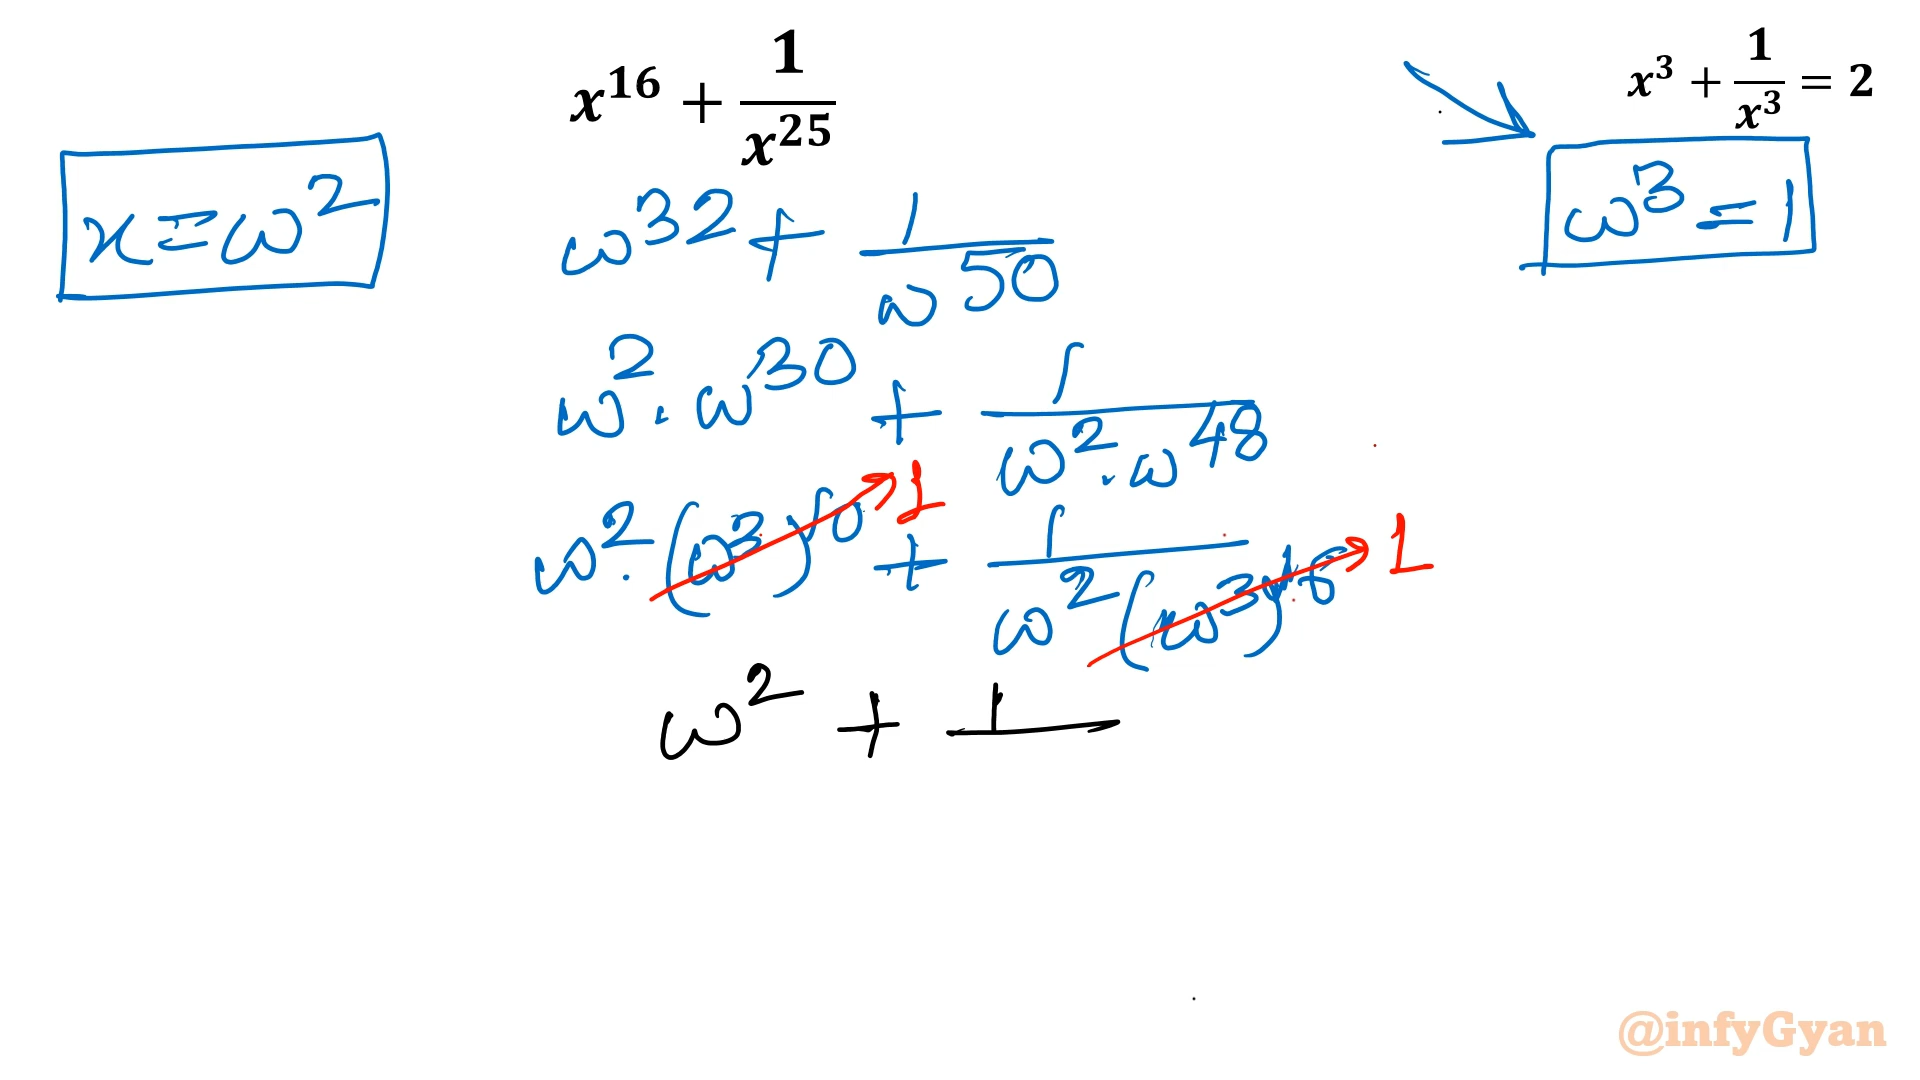 x^16 + 1/x^25
x^3 + 1/x^3 = 2
x = ω^2
ω^3 = 1
ω^32 + 1/ω^50
ω^2 . ω^30 + 1/(ω^2 . ω^48)
ω^2 . (ω^3)^10 → 1 + 1/(ω^2 (ω^3)^16) → 1
ω^2 + 1/
@infyGyan